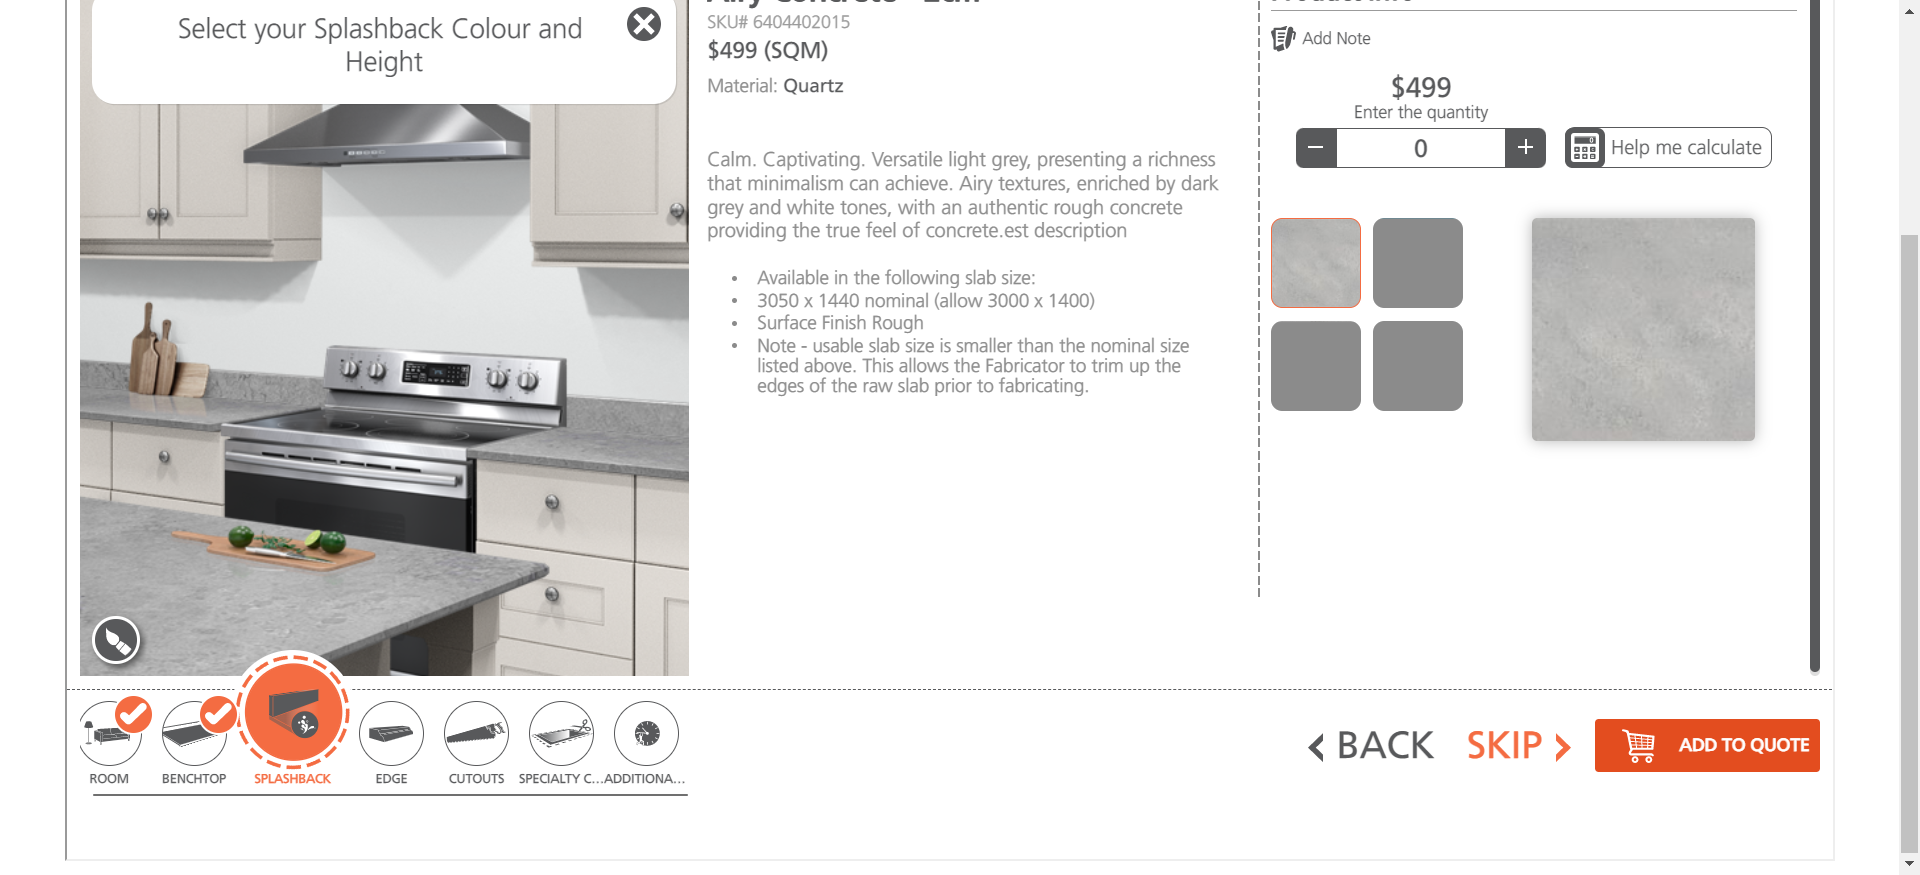 Select your Splashback Colour and
Height
Airy Concrete - 2cm
SKU# 6404402015
$499 (SQM)
Material: Quartz
Calm. Captivating. Versatile light grey, presenting a richness
that minimalism can achieve. Airy textures, enriched by dark
grey and white tones, with an authentic rough concrete
providing the true feel of concrete.est description
• Available in the following slab size:
• 3050 x 1440 nominal (allow 3000 x 1400)
• Surface Finish Rough
• Note - usable slab size is smaller than the nominal size
listed above. This allows the Fabricator to trim up the
edges of the raw slab prior to fabricating.
Product Info
Add Note
$499
Enter the quantity
− 0 +
Help me calculate
ROOM
BENCHTOP
SPLASHBACK
EDGE
CUTOUTS
SPECIALTY C...
ADDITIONA...
BACK
SKIP
ADD TO QUOTE